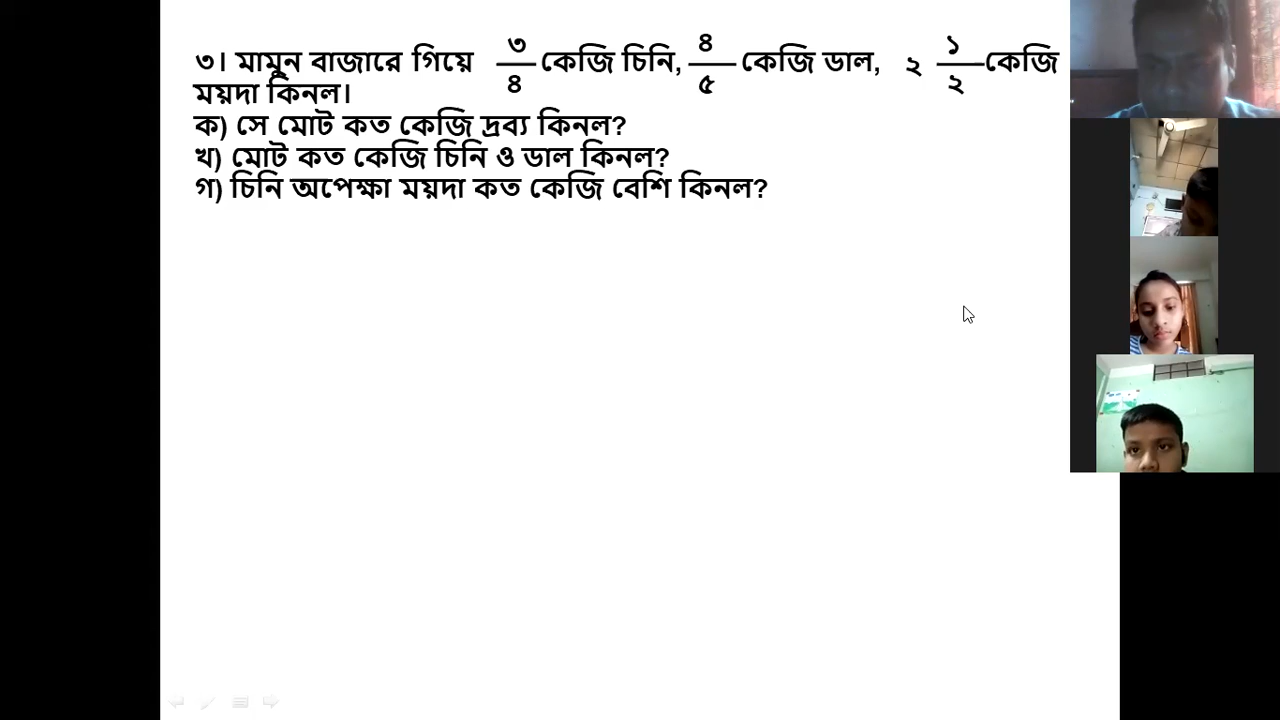 ৩। মামুন বাজারে গিয়ে ৩/৪ কেজি চিনি, ৪/৫ কেজি ডাল, ২ ১/২ কেজি
ময়দা কিনল।
ক) সে মোট কত কেজি দ্রব্য কিনল?
খ) মোট কত কেজি চিনি ও ডাল কিনল?
গ) চিনি অপেক্ষা ময়দা কত কেজি বেশি কিনল?